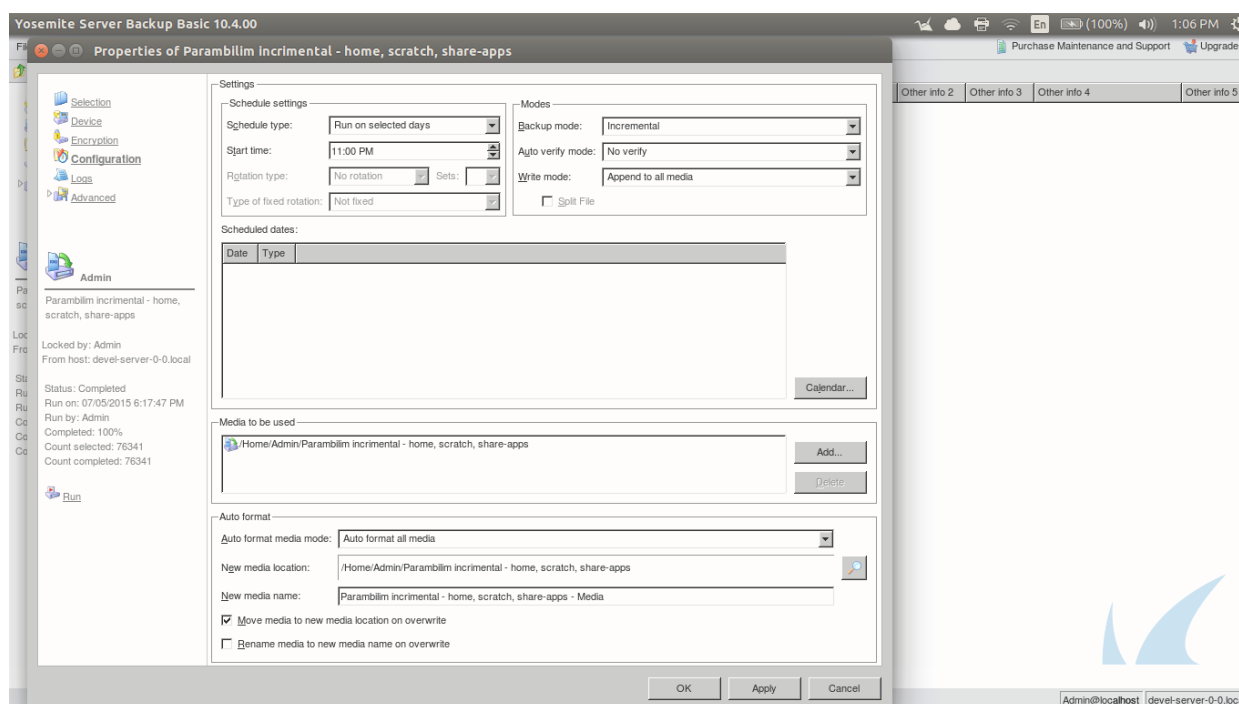 Yosemite Server Backup Basic 10.4.00
En (100%) 1:06 PM
Properties of Parambilim incrimental - home, scratch, share-apps
Purchase Maintenance and Support Upgrade
Other info 2 Other info 3 Other info 4 Other info 5
Selection
Device
Encryption
Configuration
Logs
Advanced
Admin
Parambilim incrimental - home,
scratch, share-apps
Locked by: Admin
From host: devel-server-0-0.local
Status: Completed
Run on: 07/05/2015 6:17:47 PM
Run by: Admin
Completed: 100%
Count selected: 76341
Count completed: 76341
Run
Settings
Schedule settings
Schedule type: Run on selected days
Start time: 11:00 PM
Rotation type: No rotation Sets:
Type of fixed rotation: Not fixed
Modes
Backup mode: Incremental
Auto verify mode: No verify
Write mode: Append to all media
Split File
Scheduled dates:
Date Type
Calendar...
Media to be used
/Home/Admin/Parambilim incrimental - home, scratch, share-apps
Add...
Delete
Auto format
Auto format media mode: Auto format all media
New media location: /Home/Admin/Parambilim incrimental - home, scratch, share-apps
New media name: Parambilim incrimental - home, scratch, share-apps - Media
Move media to new media location on overwrite
Rename media to new media name on overwrite
OK Apply Cancel
Admin@localhost devel-server-0-0.loc